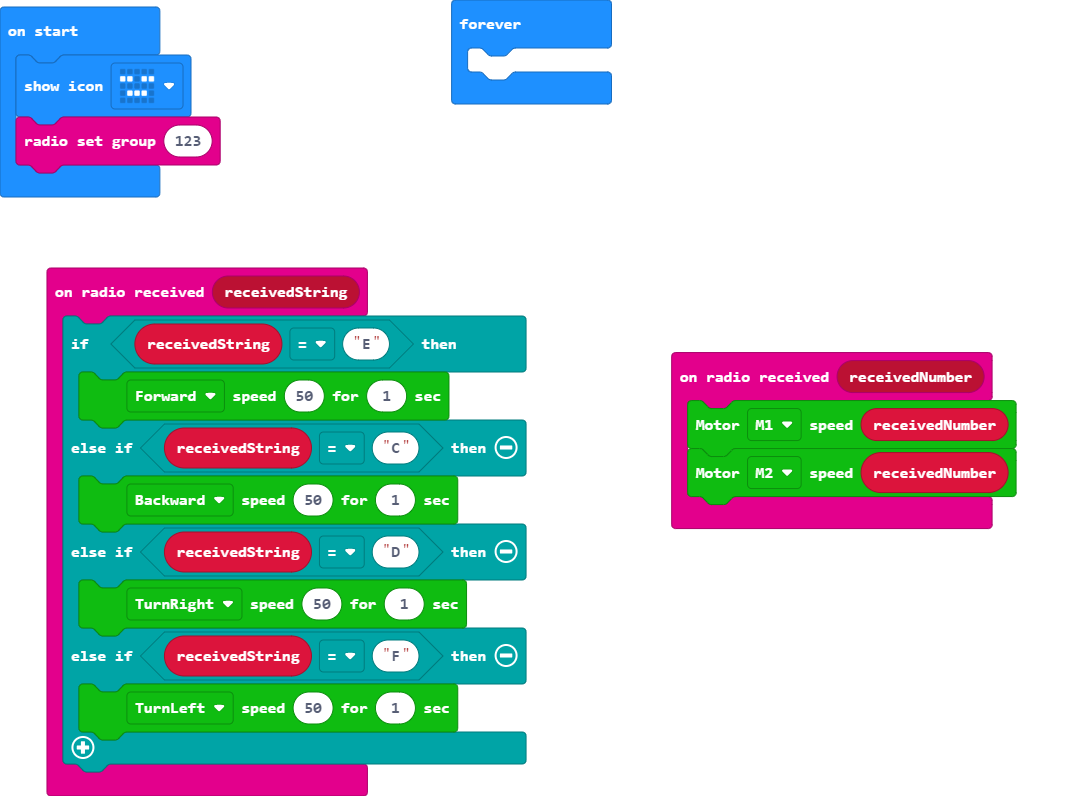 on start
show icon
radio set group 123
forever
on radio received receivedString
if receivedString = "E" then
Forward speed 50 for 1 sec
else if receivedString = "C" then
Backward speed 50 for 1 sec
else if receivedString = "D" then
TurnRight speed 50 for 1 sec
else if receivedString = "F" then
TurnLeft speed 50 for 1 sec
on radio received receivedNumber
Motor M1 speed receivedNumber
Motor M2 speed receivedNumber